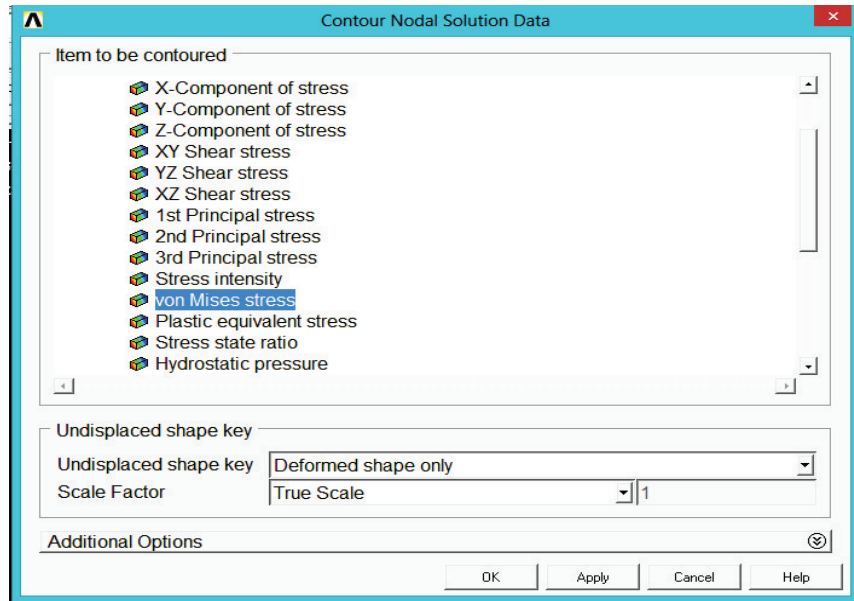 Contour Nodal Solution Data
Item to be contoured
X-Component of stress
Y-Component of stress
Z-Component of stress
XY Shear stress
YZ Shear stress
XZ Shear stress
1st Principal stress
2nd Principal stress
3rd Principal stress
Stress intensity
von Mises stress
Plastic equivalent stress
Stress state ratio
Hydrostatic pressure
Undisplaced shape key
Undisplaced shape key Deformed shape only
Scale Factor True Scale 1
Additional Options
OK Apply Cancel Help